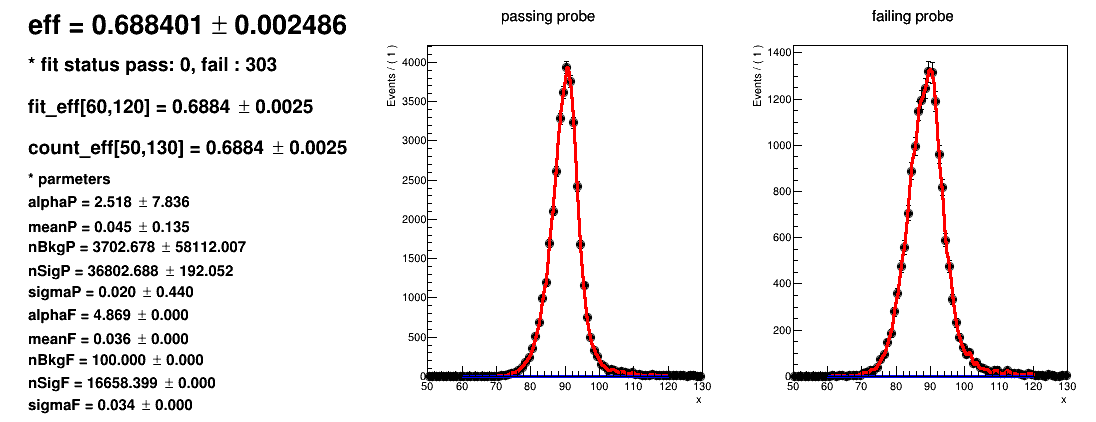 eff = 0.688401 ± 0.002486
* fit status pass: 0, fail : 303
fit_eff[60,120] = 0.6884 ± 0.0025
count_eff[50,130] = 0.6884 ± 0.0025
* parmeters
alphaP = 2.518 ± 7.836
meanP = 0.045 ± 0.135
nBkgP = 3702.678 ± 58112.007
nSigP = 36802.688 ± 192.052
sigmaP = 0.020 ± 0.440
alphaF = 4.869 ± 0.000
meanF = 0.036 ± 0.000
nBkgF = 100.000 ± 0.000
nSigF = 16658.399 ± 0.000
sigmaF = 0.034 ± 0.000
passing probe
Events / ( 1 )
4000
3500
3000
2500
2000
1500
1000
500
0
50 60 70 80 90 100 110 120 130
x
failing probe
Events / ( 1 )
1400
1200
1000
800
600
400
200
0
50 60 70 80 90 100 110 120 130
x